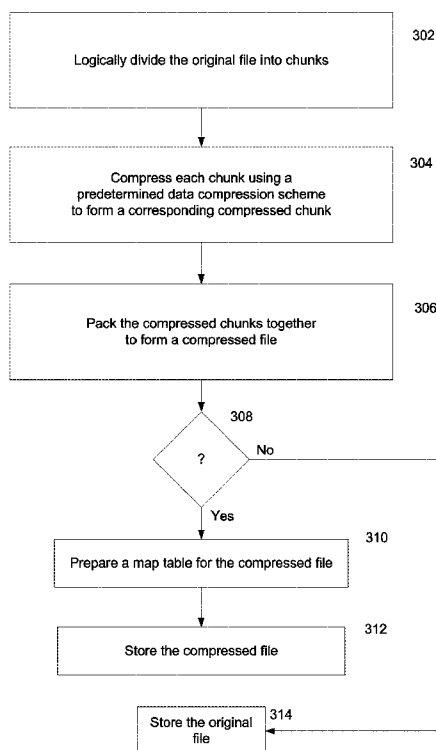 302
Logically divide the original file into chunks
304
Compress each chunk using a
predetermined data compression scheme
to form a corresponding compressed chunk
306
Pack the compressed chunks together
to form a compressed file
308
?
No
Yes
310
Prepare a map table for the compressed file
312
Store the compressed file
314
Store the original
file